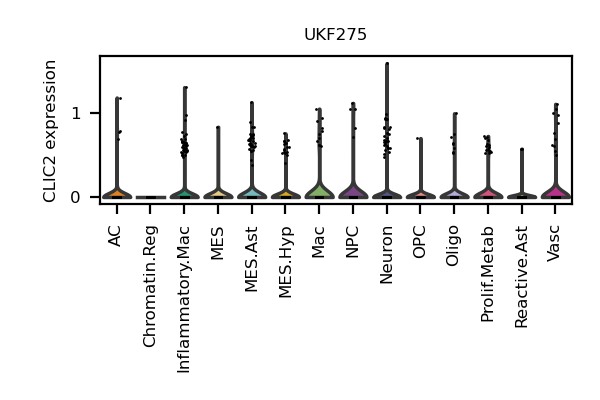 UKF275
CLIC2 expression
1
0
AC
Chromatin.Reg
Inflammatory.Mac
MES
MES.Ast
MES.Hyp
Mac
NPC
Neuron
OPC
Oligo
Prolif.Metab
Reactive.Ast
Vasc